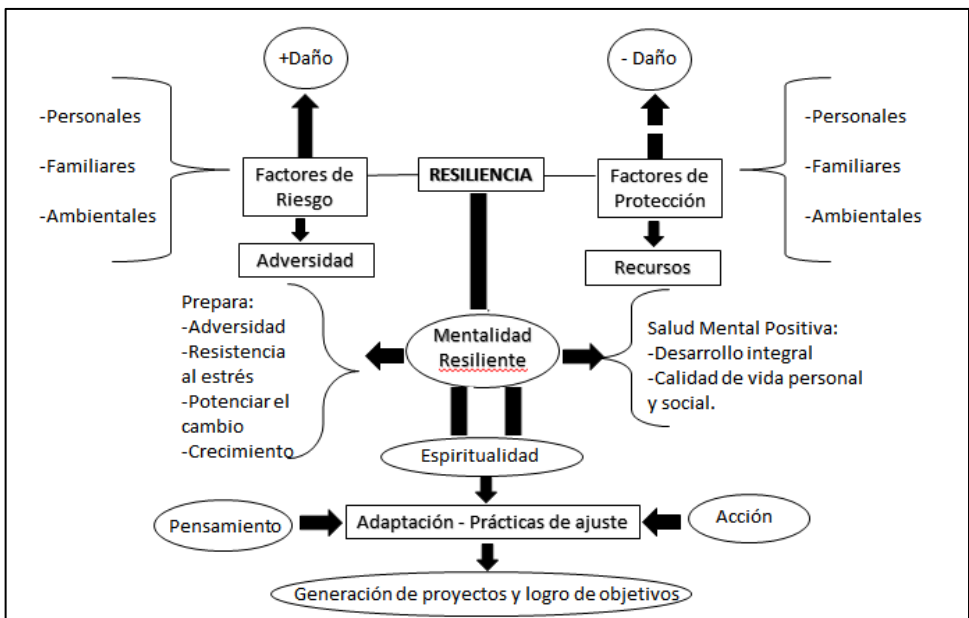 +Daño
- Daño
-Personales
-Familiares
-Ambientales
Factores de
Riesgo
RESILIENCIA
Factores de
Protección
-Personales
-Familiares
-Ambientales
Adversidad
Recursos
Prepara:
-Adversidad
-Resistencia
al estrés
-Potenciar el
cambio
-Crecimiento
Mentalidad
Resiliente
Salud Mental Positiva:
-Desarrollo integral
-Calidad de vida personal
y social.
Espiritualidad
Pensamiento
Adaptación - Prácticas de ajuste
Acción
Generación de proyectos y logro de objetivos